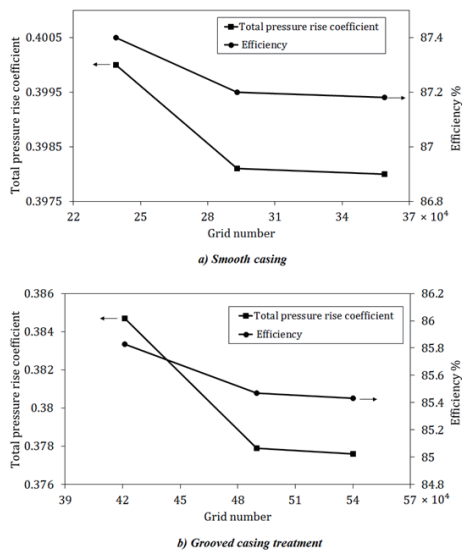 Total pressure rise coefficient
Efficiency
Total pressure rise coefficient
Efficiency %
0.4005
0.3995
0.3985
0.3975
87.4
87.2
87
86.8
22 25 28 31 34 37 × 10⁴
Grid number
a) Smooth casing
Total pressure rise coefficient
Efficiency
Total pressure rise coefficient
Efficiency %
0.386
0.384
0.382
0.38
0.378
0.376
86.2
86
85.8
85.6
85.4
85.2
85
84.8
39 42 45 48 51 54 57 × 10⁴
Grid number
b) Grooved casing treatment